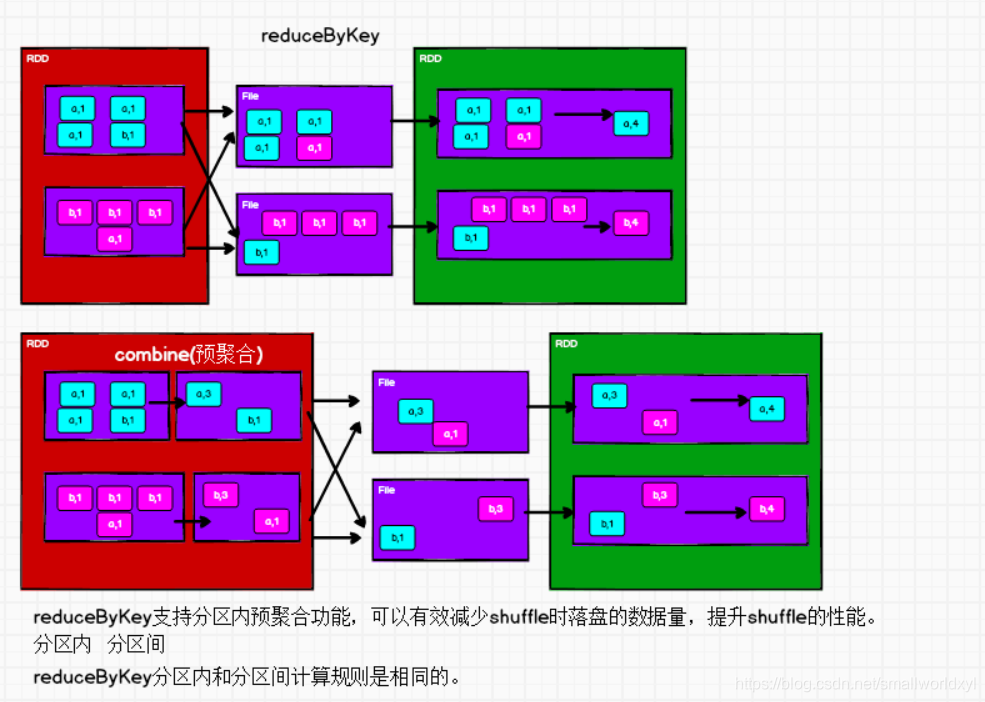 reduceByKey
RDD
RDD
File
a,1 a,1
a,1 b,1
a,1 a,1
a,1 a,1
a,1 a,1
a,1 a,1
a,4
b,1 b,1 b,1
a,1
File
b,1 b,1 b,1
b,1
b,1 b,1 b,1
b,1
b,4
RDD
combine(预聚合)
RDD
a,1 a,1
a,1 b,1
a,3
b,1
File
a,3
a,1
a,3
a,1
a,4
b,1 b,1 b,1
a,1
b,3
a,1
File
b,3
b,1
b,3
b,1
b,4
reduceByKey支持分区内预聚合功能，可以有效减少shuffle时落盘的数据量，提升shuffle的性能。
分区内 分区间
reduceByKey分区内和分区间计算规则是相同的。
https://blog.csdn.net/smallworldxyl